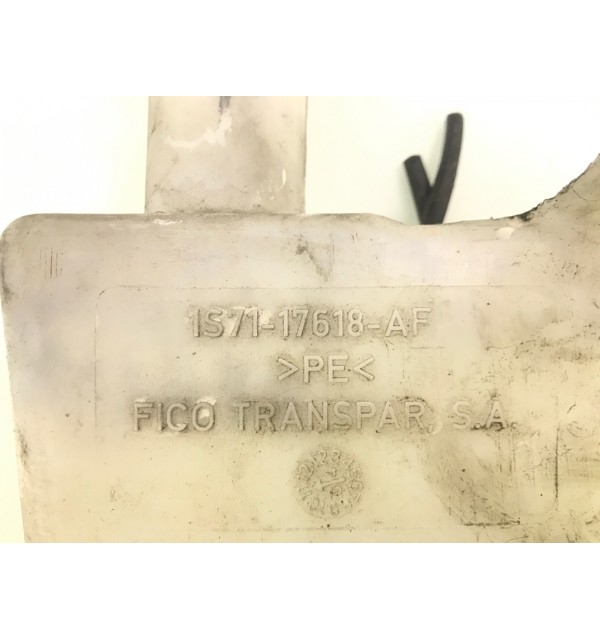 1S71-17618-AF
>PE<
FICO TRANSPAR, S.A.